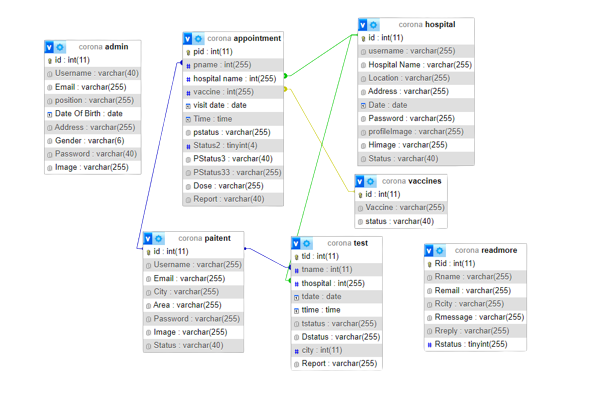 corona admin
id : int(11)
Username : varchar(40)
Email : varchar(255)
position : varchar(255)
Date Of Birth : date
Address : varchar(255)
Gender : varchar(6)
Password : varchar(40)
Image : varchar(255)
corona appointment
pid : int(11)
pname : int(255)
hospital name : int(255)
vaccine : int(255)
visit date : date
Time : time
pstatus : varchar(255)
Status2 : tinyint(4)
PStatus3 : varchar(40)
PStatus33 : varchar(255)
Dose : varchar(255)
Report : varchar(40)
corona hospital
id : int(11)
username : varchar(255)
Hospital Name : varchar(255)
Location : varchar(255)
Address : varchar(255)
Date : date
Password : varchar(255)
profileImage : varchar(255)
Himage : varchar(255)
Status : varchar(40)
corona vaccines
id : int(11)
Vaccine : varchar(255)
status : varchar(40)
corona paitent
id : int(11)
Username : varchar(255)
Email : varchar(255)
City : varchar(255)
Area : varchar(255)
Password : varchar(255)
Image : varchar(255)
Status : varchar(40)
corona test
tid : int(11)
tname : int(11)
thospital : int(255)
tdate : date
ttime : time
tstatus : varchar(255)
Dstatus : varchar(255)
city : int(11)
Report : varchar(255)
corona readmore
Rid : int(11)
Rname : varchar(255)
Remail : varchar(255)
Rcity : varchar(255)
Rmessage : varchar(255)
Rreply : varchar(255)
Rstatus : tinyint(255)